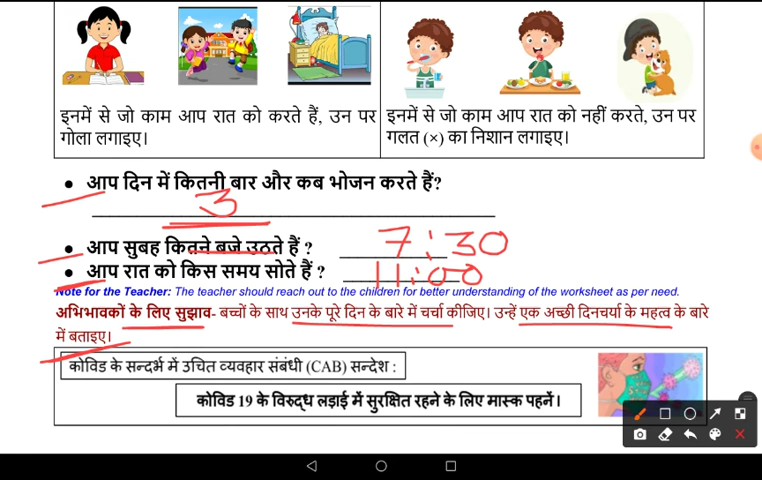 इनमें से जो काम आप रात को करते हैं, उन पर
गोला लगाइए।
इनमें से जो काम आप रात को नहीं करते, उन पर
गलत (×) का निशान लगाइए।
• आप दिन में कितनी बार और कब भोजन करते हैं?
3
• आप सुबह कितने बजे उठते हैं ? 7:30
• आप रात को किस समय सोते हैं ? 11:00
Note for the Teacher: The teacher should reach out to the children for better understanding of the worksheet as per need.
अभिभावकों के लिए सुझाव- बच्चों के साथ उनके पूरे दिन के बारे में चर्चा कीजिए। उन्हें एक अच्छी दिनचर्या के महत्व के बारे
में बताइए।
कोविड के सन्दर्भ में उचित व्यवहार संबंधी (CAB) सन्देश :
कोविड 19 के विरुद्ध लड़ाई में सुरक्षित रहने के लिए मास्क पहनें।